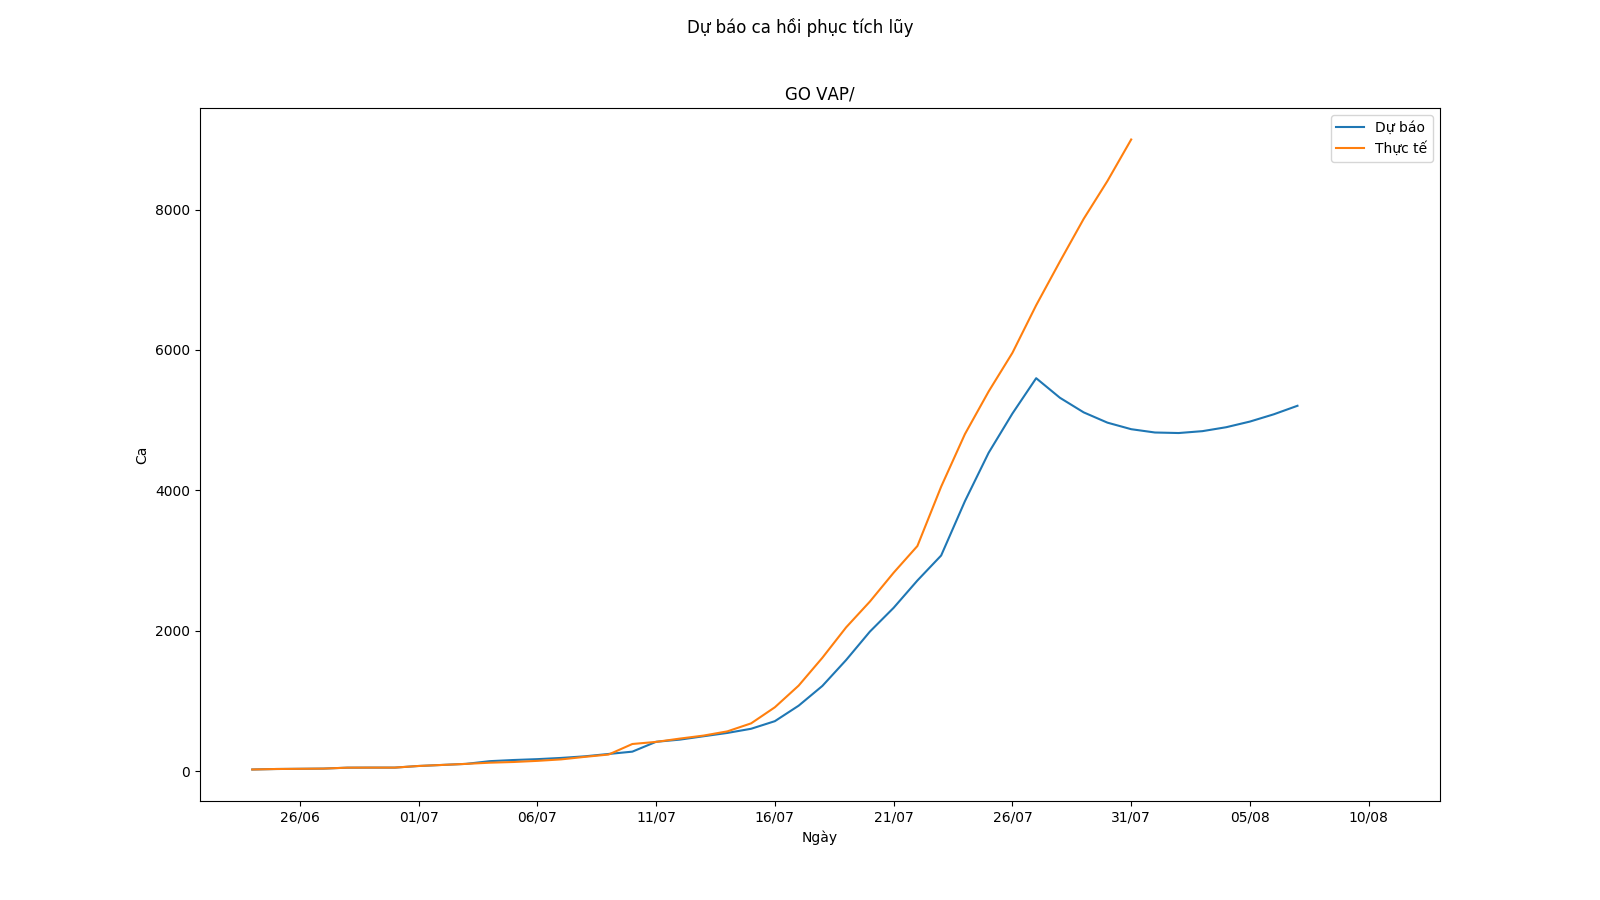 Dự báo ca hồi phục tích lũy
GO VAP/
Dự báo
Thực tế
8000
6000
4000
2000
0
Ca
26/06
01/07
06/07
11/07
16/07
21/07
26/07
31/07
05/08
10/08
Ngày